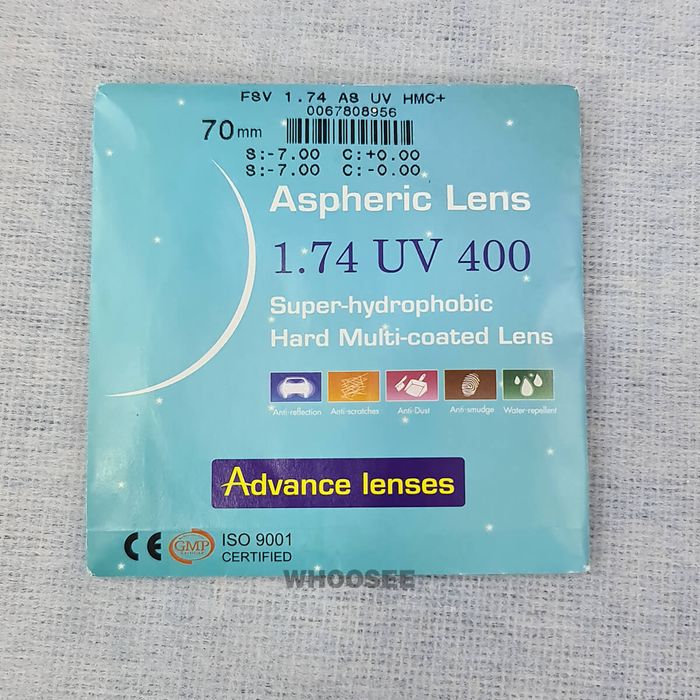 FSV 1.74 AS UV HMC+
0067808956
70mm
S:-7.00 C:+0.00
S:-7.00 C:-0.00
Aspheric Lens
1.74 UV 400
Super-hydrophobic
Hard Multi-coated Lens
Anti-reflection Anti-scratches Anti-Dust Anti-smudge Water-repellent
Advance lenses
CE GMP ISO 9001
CERTIFIED
WHOOSEE